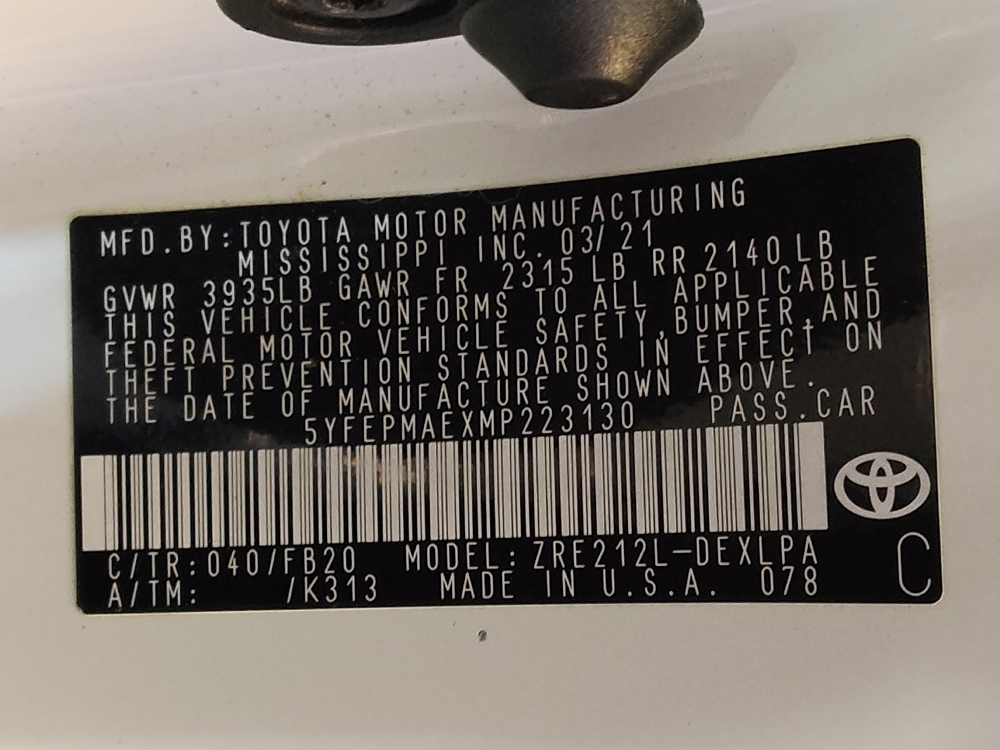 MFD.BY:TOYOTA MOTOR MANUFACTURING
MISSISSIPPI INC. 03/21
GVWR 3935LB GAWR FR 2315 LB RR 2140 LB
THIS VEHICLE CONFORMS TO ALL APPLICABLE
FEDERAL MOTOR VEHICLE SAFETY,BUMPER,AND
THEFT PREVENTION STANDARDS IN EFFECT ON
THE DATE OF MANUFACTURE SHOWN ABOVE.
5YFEPMAEXMP223130 PASS.CAR
C/TR:040/FB20 MODEL:ZRE212L-DEXLPA
A/TM: /K313 MADE IN U.S.A. 078 C